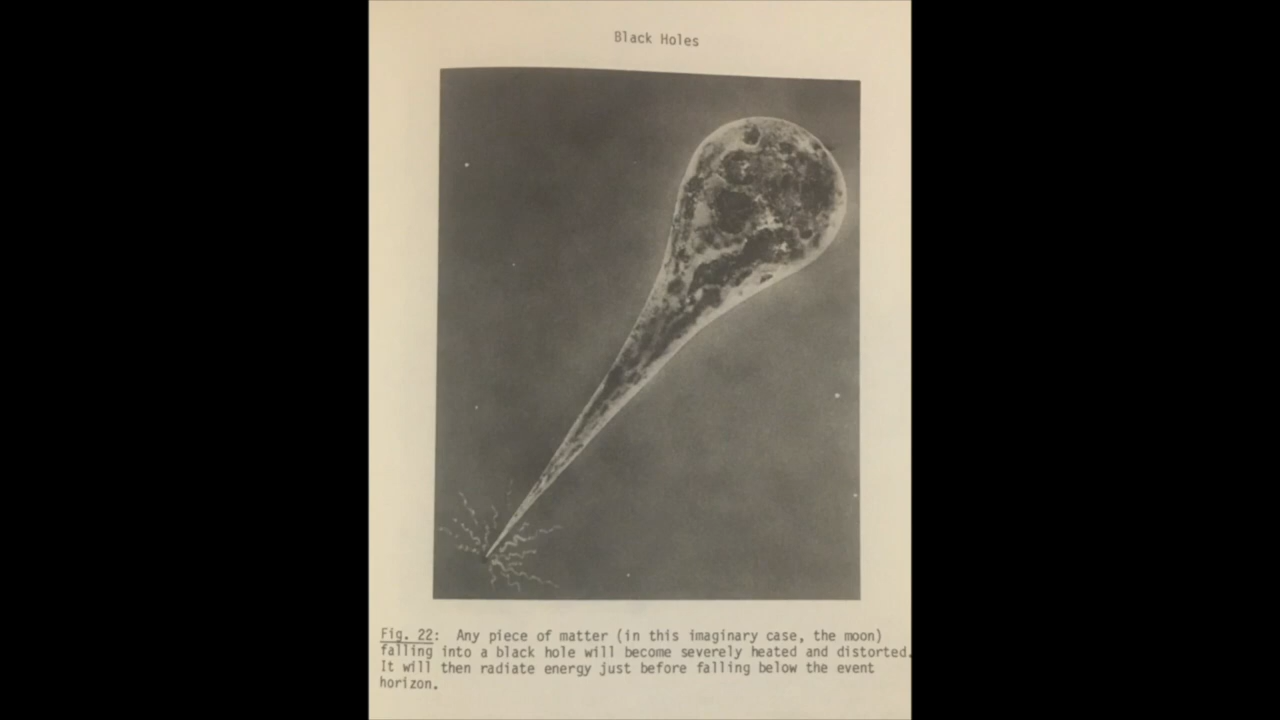 Black Holes
Fig. 22: Any piece of matter (in this imaginary case, the moon)
falling into a black hole will become severely heated and distorted.
It will then radiate energy just before falling below the event
horizon.